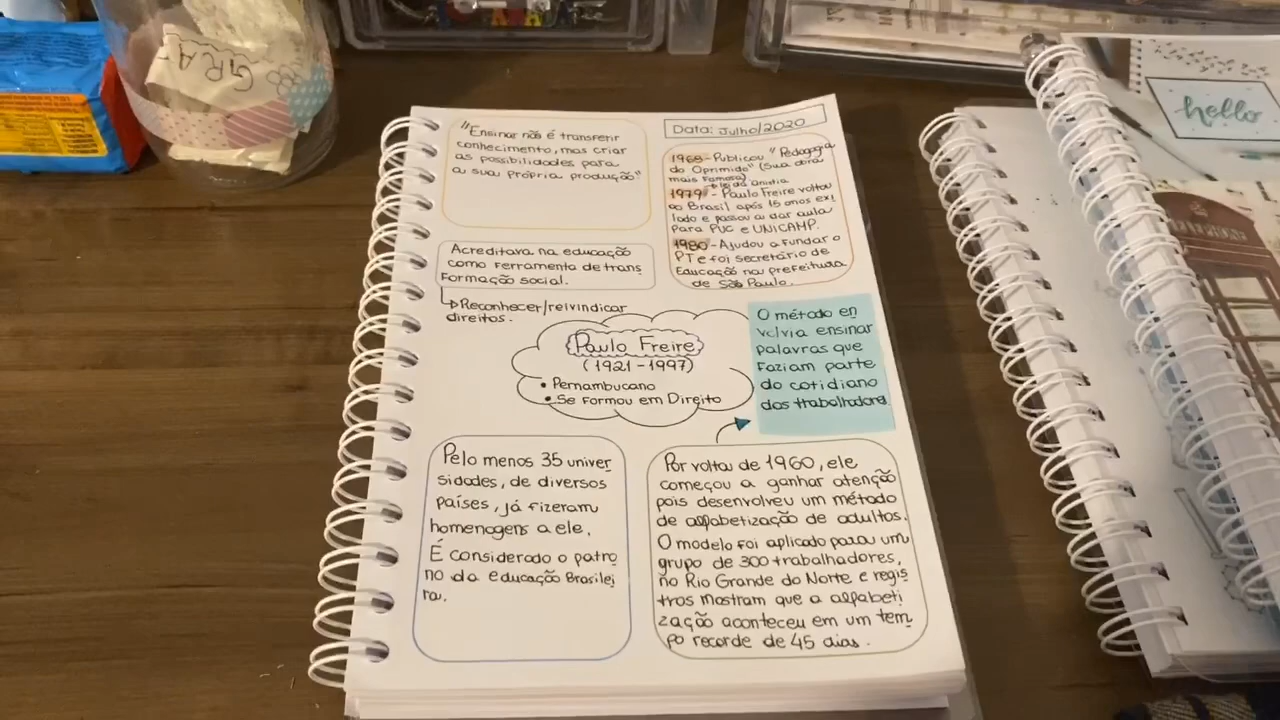 "Ensinar não é transferir
conhecimento, mas criar
as possibilidades para
a sua própria produção"
Data: Julho/2020
1968-Publicou "Pedagogia
do Oprimido" (Sua obra
mais famosa)
+ lei da Anistia
1979-Paulo Freire voltou
ao Brasil após 15 anos exi
lado e passou a dar aula
para PUC e UNICAMP.
1980-Ajudou a fundar o
PT e foi secretário de
Educação na prefeitura
de São Paulo.
Acreditava na educação
como ferramenta de trans
formação social.
Reconhecer/reivindicar
direitos.
Paulo Freire
(1921-1997)
• Pernambucano
• Se formou em Direito
O método en
volvia ensinar
palavras que
faziam parte
do cotidiano
dos trabalhadores
Pelo menos 35 univer
sidades, de diversos
países, já fizeram
homenagens a ele,
É considerado o patro
no da educação Brasilei
ra.
Por volta de 1960, ele
começou a ganhar atenção
pois desenvolveu um método
de alfabetização de adultos.
O modelo foi aplicado para um
grupo de 300 trabalhadores,
no Rio Grande do Norte e regis
tros mostram que a alfabeti
zação aconteceu em um tem
po recorde de 45 dias.
GRA
hello